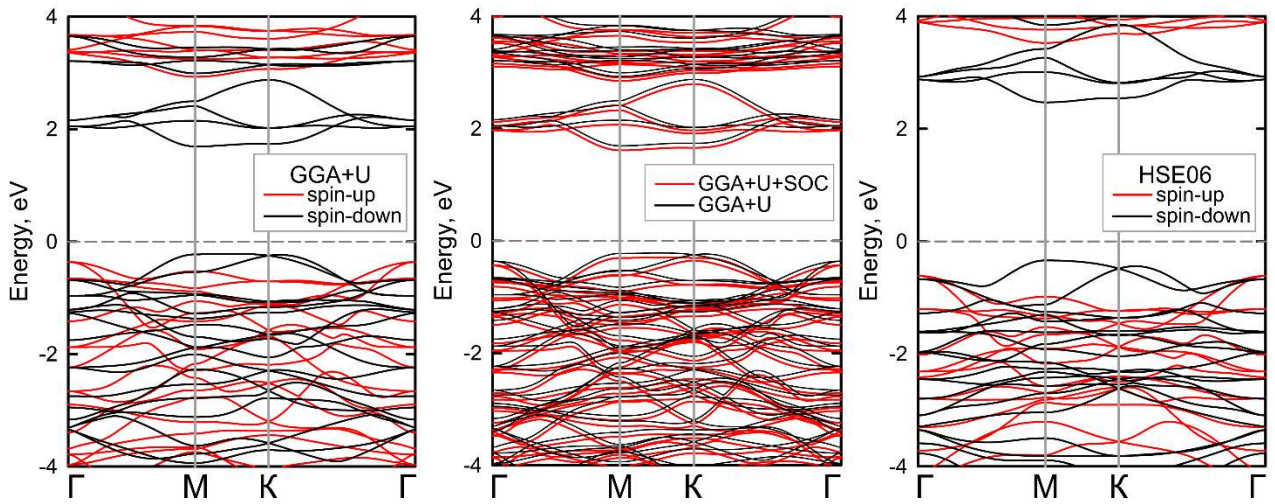 Energy, eV
4
2
0
-2
-4
GGA+U
spin-up
spin-down
Γ M K Γ
Energy, eV
4
2
0
-2
-4
GGA+U+SOC
GGA+U
Γ M K Γ
Energy, eV
4
2
0
-2
-4
HSE06
spin-up
spin-down
Γ M K Γ